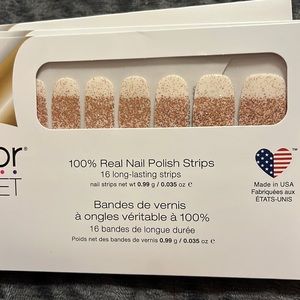 or
ET
100% Real Nail Polish Strips
16 long-lasting strips
nail strips net wt 0.99 g / 0.035 oz ℮
Bandes de vernis
à ongles véritable à 100%
16 bandes de longue durée
Poids net des bandes de vernis 0.99 g / 0.035 oz ℮
Made in USA
Fabriquées aux
ÉTATS-UNIS